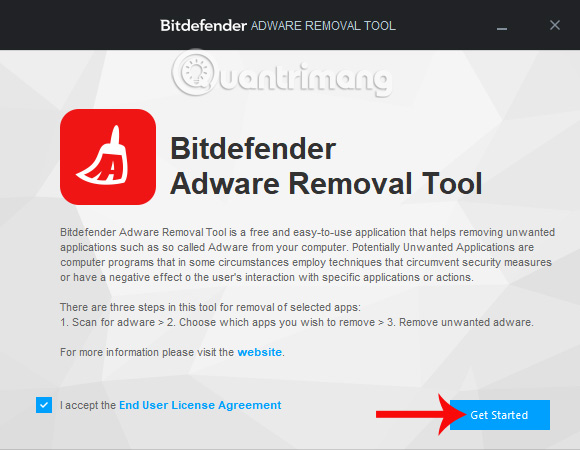 Bitdefender ADWARE REMOVAL TOOL
Quantrimang
Bitdefender
Adware Removal Tool
Bitdefender Adware Removal Tool is a free and easy-to-use application that helps removing unwanted
applications such as so called Adware from your computer. Potentially Unwanted Applications are
computer programs that in some circumstances employ techniques that circumvent security measures
or have a negative effect o the user's interaction with specific applications or actions.
There are three steps in this tool for removal of selected apps:
1. Scan for adware > 2. Choose which apps you wish to remove > 3. Remove unwanted adware.
For more information please visit the website.
I accept the End User License Agreement
Get Started